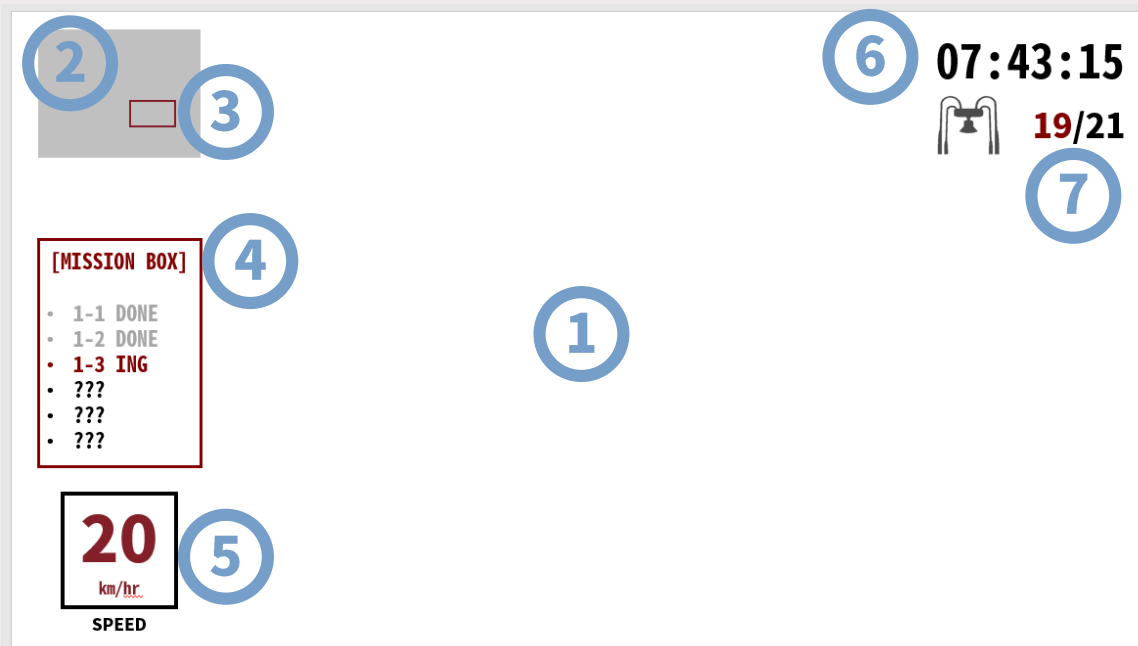 2
3
6
07:43:15
19/21
7
4
[MISSION BOX]
• 1-1 DONE
• 1-2 DONE
• 1-3 ING
• ???
• ???
• ???
1
20
km/hr
5
SPEED